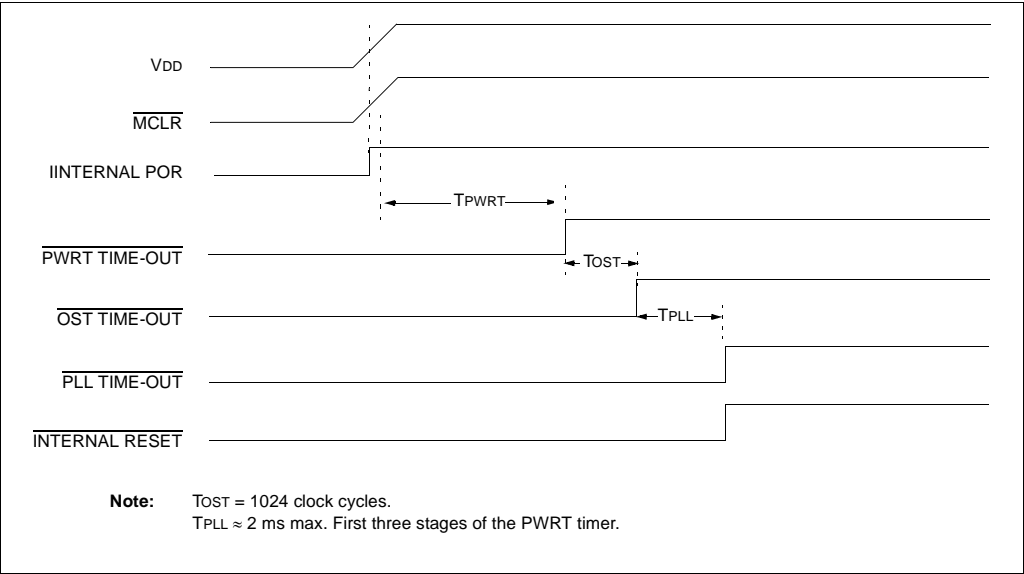 VDD
MCLR
IINTERNAL POR
TPWRT
PWRT TIME-OUT
TOST
OST TIME-OUT
TPLL
PLL TIME-OUT
INTERNAL RESET
Note: TOST = 1024 clock cycles.
TPLL ≈ 2 ms max. First three stages of the PWRT timer.